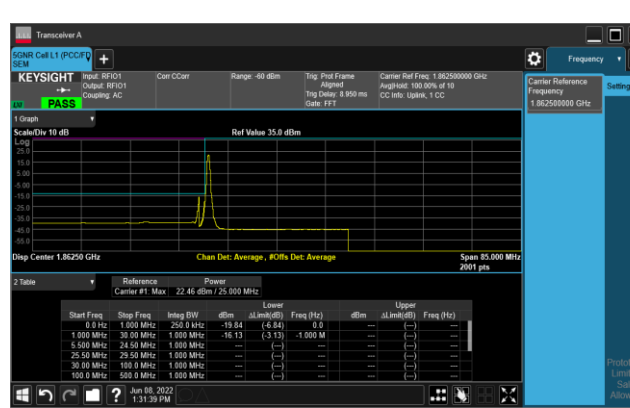 Transceiver A
5GNR Cell L1 (PCC/FD
SEM
Frequency
KEYSIGHT
Input: RFIO1
Output: RFIO1
Coupling: AC
Corr CCorr
Range: -60 dBm
Trig: Prot Frame
Aligned
Trig Delay: 8.950 ms
Gate: FFT
Carrier Ref Freq: 1.862500000 GHz
Avg|Hold: 100.00% of 10
CC Info: Uplink, 1 CC
PASS
Carrier Reference
Frequency
1.862500000 GHz
Setting
1 Graph
Scale/Div 10 dB
Ref Value 35.0 dBm
Log
25.0
15.0
5.00
-5.00
-15.0
-25.0
-35.0
-45.0
-55.0
Disp Center 1.86250 GHz
Chan Det: Average , #Offs Det: Average
Span 85.000 MHz
2001 pts
2 Table
Reference Power
Carrier #1: Max 22.46 dBm / 25.000 MHz
Lower Upper
Start Freq Stop Freq Integ BW dBm ΔLimit(dB) Freq (Hz) dBm ΔLimit(dB) Freq (Hz)
0.0 Hz 1.000 MHz 250.0 kHz -19.84 (-6.84) 0.0 --- (---) ---
1.000 MHz 30.00 MHz 1.000 MHz -16.13 (-3.13) -1.000 M --- (---) ---
5.500 MHz 24.50 MHz 1.000 MHz --- (---) --- --- (---) ---
25.50 MHz 29.50 MHz 1.000 MHz --- (---) --- --- (---) ---
30.00 MHz 100.0 MHz 1.000 MHz --- (---) --- --- (---) ---
100.0 MHz 500.0 MHz 1.000 MHz --- (---) --- --- (---) ---
Limi
Allow
Jun 08, 2022
1:31:39 PM